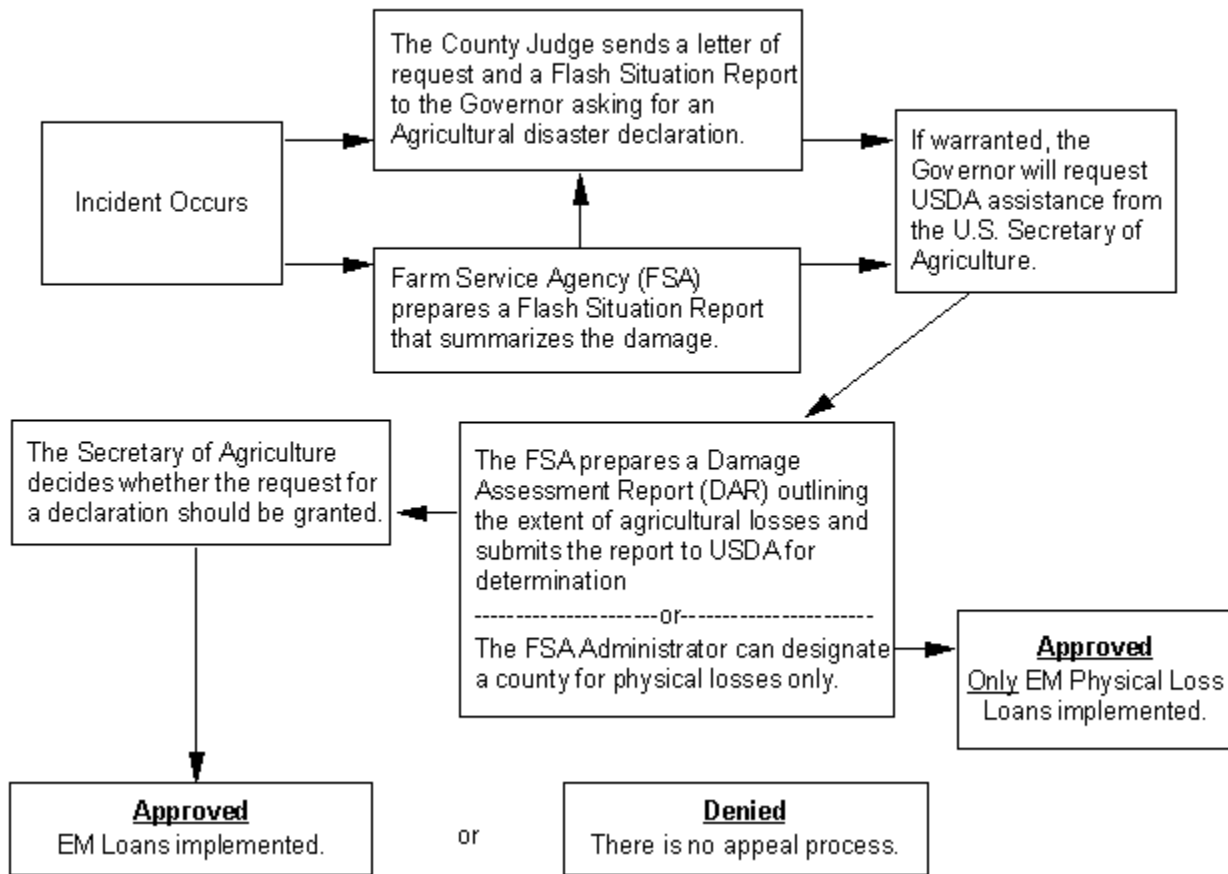 The County Judge sends a letter of
request and a Flash Situation Report
to the Governor asking for an
Agricultural disaster declaration.
If warranted, the
Governor will request
USDA assistance from
the U.S. Secretary of
Agriculture.
Incident Occurs
Farm Service Agency (FSA)
prepares a Flash Situation Report
that summarizes the damage.
The Secretary of Agriculture
decides whether the request for
a declaration should be granted.
The FSA prepares a Damage
Assessment Report (DAR) outlining
the extent of agricultural losses and
submits the report to USDA for
determination
---------------------or----------------------
The FSA Administrator can designate
a county for physical losses only.
Approved
Only EM Physical Loss
Loans implemented.
Approved
EM Loans implemented.
or
Denied
There is no appeal process.